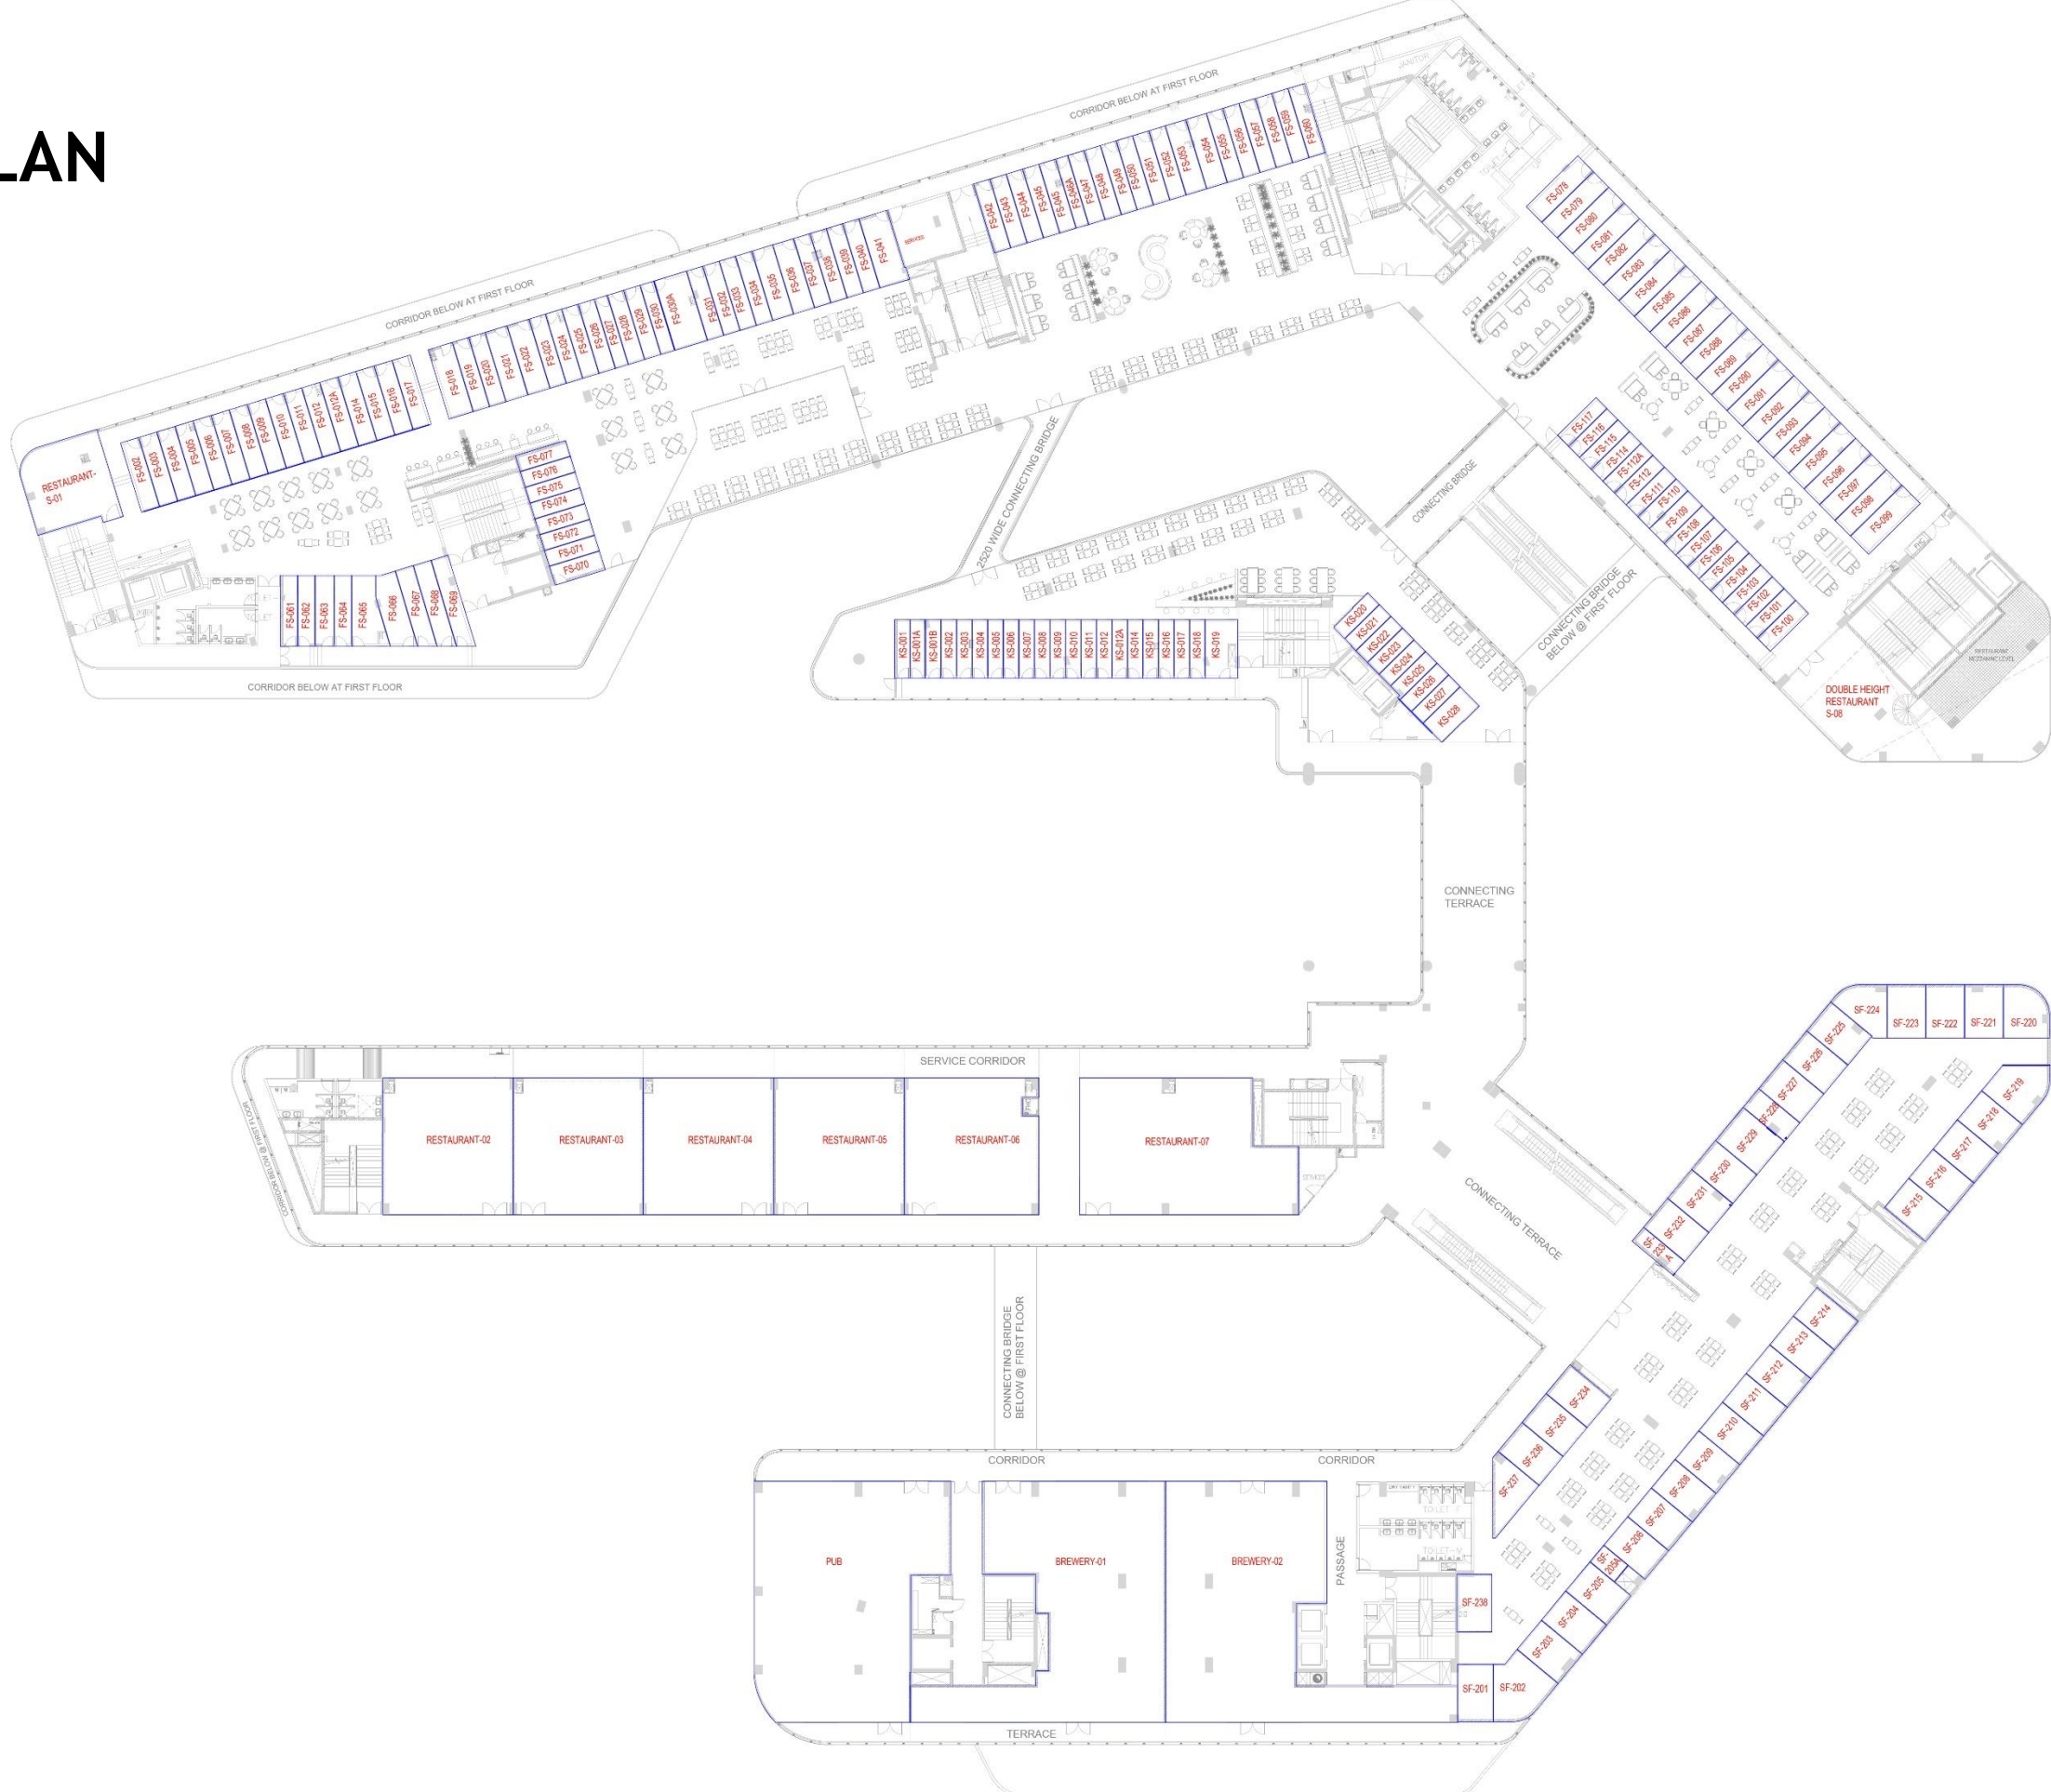 LAN
CORRIDOR BELOW AT FIRST FLOOR
JANITOR
FS-042
FS-043
FS-044
FS-045
FS-046A
FS-047
FS-048
FS-049
FS-050
FS-051
FS-052
FS-053
FS-054
FS-055
FS-056
FS-057
FS-058
FS-059
FS-060
CORRIDOR BELOW AT FIRST FLOOR
FS-018
FS-019
FS-020
FS-021
FS-022
FS-023
FS-024
FS-025
FS-026
FS-027
FS-028
FS-029
FS-030
FS-030A
FS-031
FS-032
FS-033
FS-034
FS-035
FS-036
FS-037
FS-038
FS-039
FS-040
FS-041
SERVICES
RESTAURANT-
S-01
FS-002
FS-003
FS-004
FS-005
FS-006
FS-007
FS-008
FS-009
FS-010
FS-011
FS-012
FS-012A
FS-014
FS-015
FS-016
FS-017
FS-077
FS-076
FS-075
FS-074
FS-073
FS-072
FS-071
FS-070
FS-061
FS-062
FS-063
FS-064
FS-065
FS-066
FS-067
FS-068
FS-069
CORRIDOR BELOW AT FIRST FLOOR
2520 WIDE CONNECTING BRIDGE
CONNECTING BRIDGE
CONNECTING BRIDGE
BELOW @ FIRST FLOOR
FS-078
FS-079
FS-080
FS-081
FS-082
FS-083
FS-084
FS-085
FS-086
FS-087
FS-088
FS-089
FS-090
FS-091
FS-092
FS-093
FS-094
FS-095
FS-096
FS-097
FS-098
FS-099
FS-117
FS-116
FS-115
FS-114
FS-112A
FS-112
FS-111
FS-110
FS-109
FS-108
FS-107
FS-106
FS-105
FS-104
FS-103
FS-102
FS-101
FS-100
RESTAURANT
MEZZANINE LEVEL
DOUBLE HEIGHT
RESTAURANT
S-08
KS-001
KS-001A
KS-001B
KS-002
KS-003
KS-004
KS-005
KS-006
KS-007
KS-008
KS-009
KS-010
KS-011
KS-012
KS-012A
KS-014
KS-015
KS-016
KS-017
KS-018
KS-019
KS-020
KS-021
KS-022
KS-023
KS-024
KS-025
KS-026
KS-027
KS-028
CONNECTING
TERRACE
SERVICE CORRIDOR
CORRIDOR BELOW @ FIRST FLOOR
RESTAURANT-02
RESTAURANT-03
RESTAURANT-04
RESTAURANT-05
RESTAURANT-06
RESTAURANT-07
SERVICES
CONNECTING TERRACE
CONNECTING BRIDGE
BELOW @ FIRST FLOOR
SF-224
SF-223
SF-222
SF-221
SF-220
SF-225
SF-226
SF-227
SF-228
SF-229
SF-230
SF-231
SF-232
SF-
233
A
SF-219
SF-218
SF-217
SF-216
SF-215
SF-214
SF-213
SF-212
SF-211
SF-210
SF-209
SF-208
SF-207
SF-206
SF-
205A
SF-205
SF-204
SF-203
SF-234
SF-235
SF-236
SF-237
SF-238
SF-201
SF-202
CORRIDOR
CORRIDOR
PUB
BREWERY-01
BREWERY-02
PASSAGE
TOILET-F
TOILET-M
TERRACE